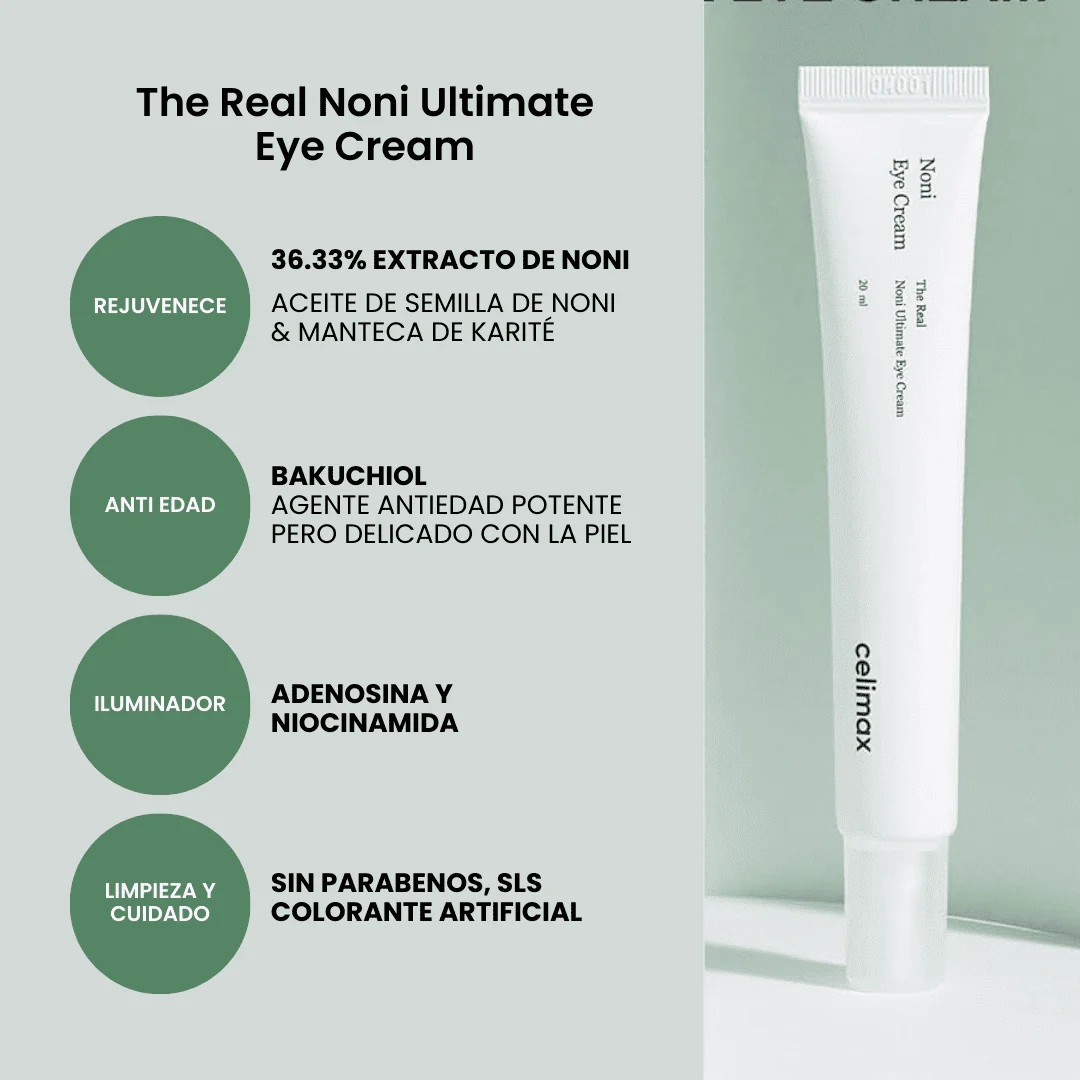 The Real Noni Ultimate
Eye Cream
REJUVENECE
36.33% EXTRACTO DE NONI
ACEITE DE SEMILLA DE NONI
& MANTECA DE KARITÉ
ANTI EDAD
BAKUCHIOL
AGENTE ANTIEDAD POTENTE
PERO DELICADO CON LA PIEL
ILUMINADOR
ADENOSINA Y
NIOCINAMIDA
LIMPIEZA Y
CUIDADO
SIN PARABENOS, SLS
COLORANTE ARTIFICIAL
Noni
Eye Cream
The Real
Noni Ultimate Eye Cream
20 ml
celimax